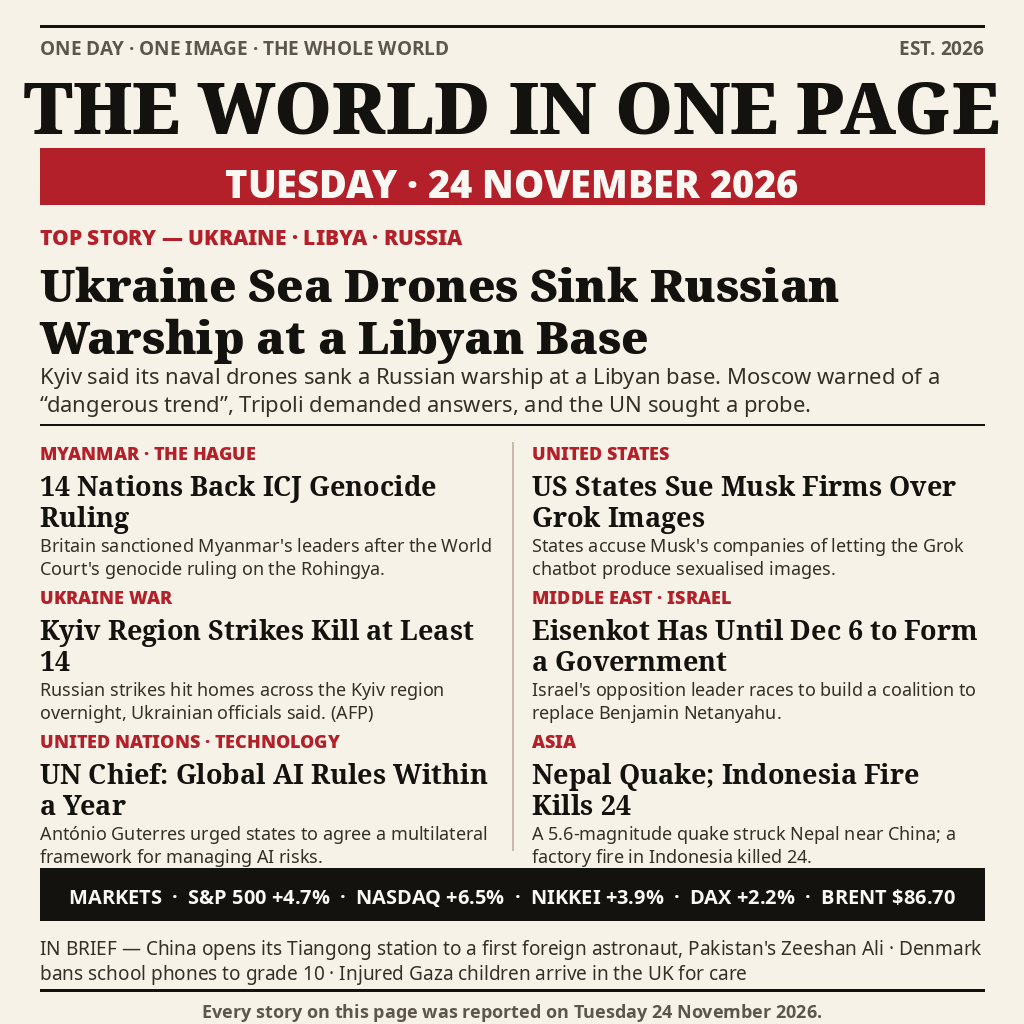 ONE DAY · ONE IMAGE · THE WHOLE WORLD
EST. 2026
THE WORLD IN ONE PAGE
TUESDAY · 24 NOVEMBER 2026
TOP STORY — UKRAINE · LIBYA · RUSSIA
Ukraine Sea Drones Sink Russian
Warship at a Libyan Base
Kyiv said its naval drones sank a Russian warship at a Libyan base. Moscow warned of a
“dangerous trend”, Tripoli demanded answers, and the UN sought a probe.
MYANMAR · THE HAGUE
14 Nations Back ICJ Genocide
Ruling
Britain sanctioned Myanmar's leaders after the World
Court's genocide ruling on the Rohingya.
UKRAINE WAR
Kyiv Region Strikes Kill at Least
14
Russian strikes hit homes across the Kyiv region
overnight, Ukrainian officials said. (AFP)
UNITED NATIONS · TECHNOLOGY
UN Chief: Global AI Rules Within
a Year
António Guterres urged states to agree a multilateral
framework for managing AI risks.
UNITED STATES
US States Sue Musk Firms Over
Grok Images
States accuse Musk's companies of letting the Grok
chatbot produce sexualised images.
MIDDLE EAST · ISRAEL
Eisenkot Has Until Dec 6 to Form
a Government
Israel's opposition leader races to build a coalition to
replace Benjamin Netanyahu.
ASIA
Nepal Quake; Indonesia Fire
Kills 24
A 5.6-magnitude quake struck Nepal near China; a
factory fire in Indonesia killed 24.
MARKETS · S&P 500 +4.7% · NASDAQ +6.5% · NIKKEI +3.9% · DAX +2.2% · BRENT $86.70
IN BRIEF — China opens its Tiangong station to a first foreign astronaut, Pakistan's Zeeshan Ali · Denmark
bans school phones to grade 10 · Injured Gaza children arrive in the UK for care
Every story on this page was reported on Tuesday 24 November 2026.